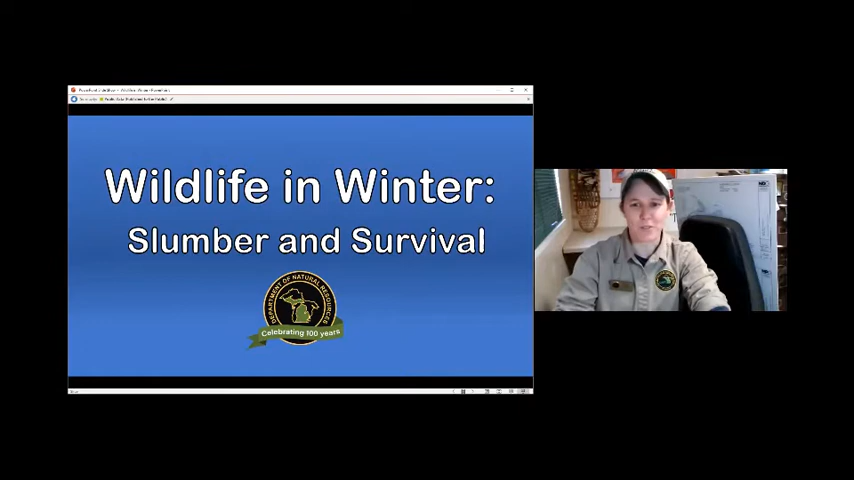 Wildlife in Winter:
Slumber and Survival
DEPARTMENT OF NATURAL RESOURCES
Celebrating 100 years